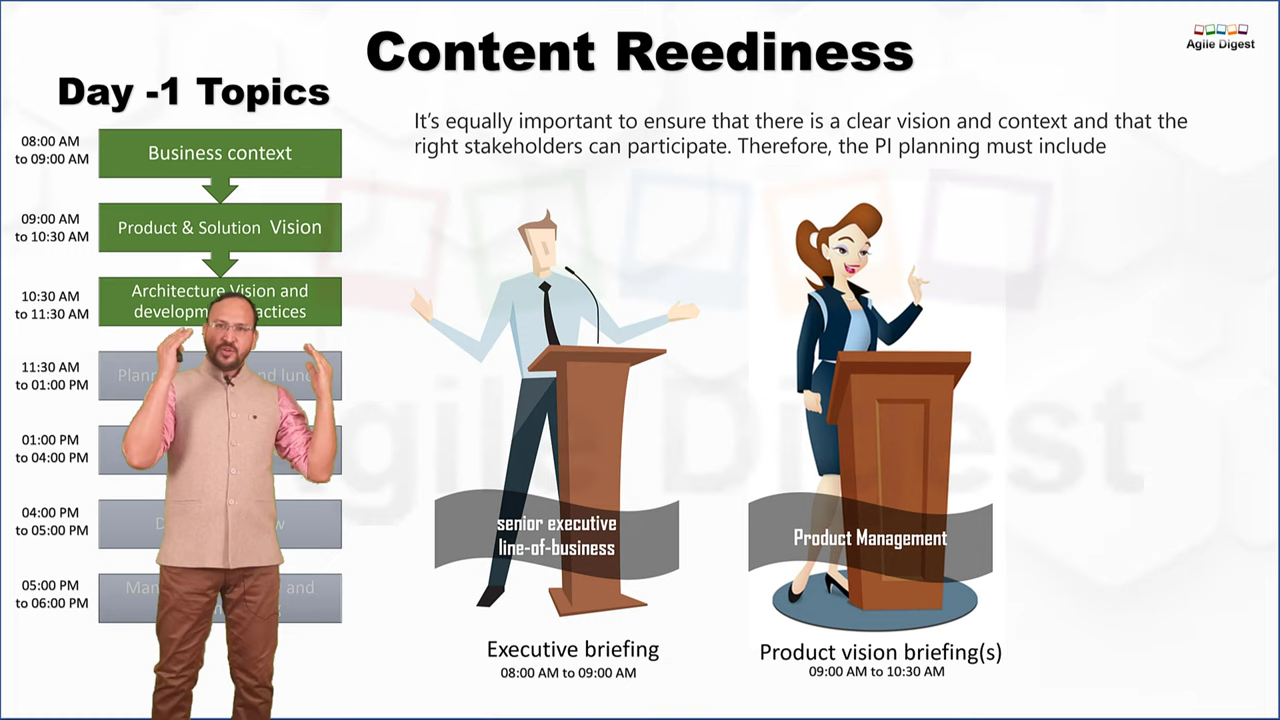 Content Reediness
Agile Digest
Day -1 Topics
It's equally important to ensure that there is a clear vision and context and that the
right stakeholders can participate. Therefore, the PI planning must include
08:00 AM
to 09:00 AM
Business context
09:00 AM
to 10:30 AM
Product & Solution Vision
10:30 AM
to 11:30 AM
Architecture Vision and
11:30 AM
to 01:00 PM
01:00 PM
to 04:00 PM
04:00 PM
to 05:00 PM
05:00 PM
to 06:00 PM
and
senior executive
line-of-business
Product Management
Executive briefing
08:00 AM to 09:00 AM
Product vision briefing(s)
09:00 AM to 10:30 AM